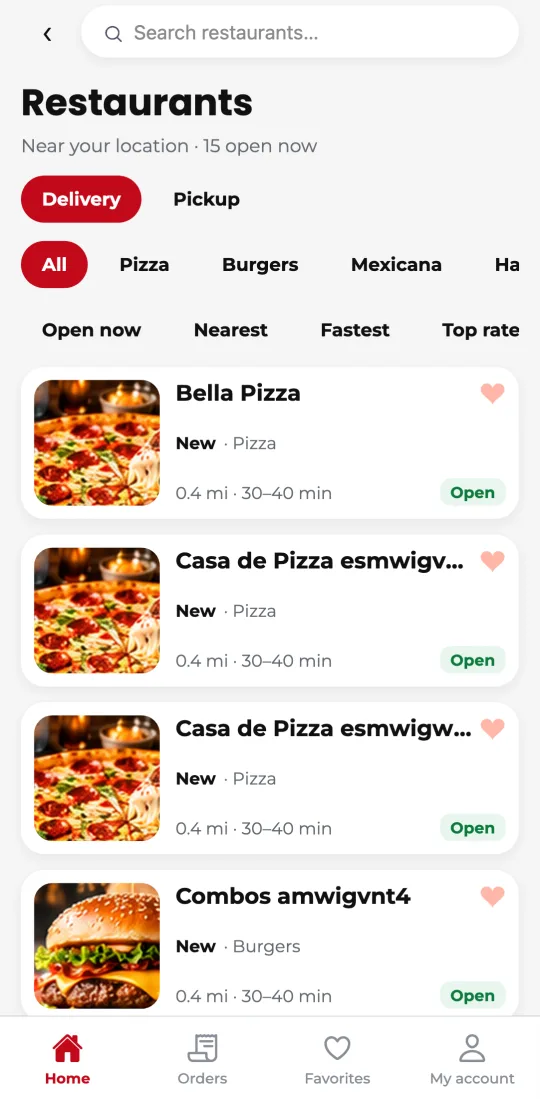 Search restaurants...
Restaurants
Near your location · 15 open now
Delivery Pickup
All Pizza Burgers Mexicana Ha
Open now Nearest Fastest Top rate
Bella Pizza
New · Pizza
0.4 mi · 30–40 min Open
Casa de Pizza esmwigv...
New · Pizza
0.4 mi · 30–40 min Open
Casa de Pizza esmwigw...
New · Pizza
0.4 mi · 30–40 min Open
Combos amwigvnt4
New · Burgers
0.4 mi · 30–40 min Open
Home Orders Favorites My account